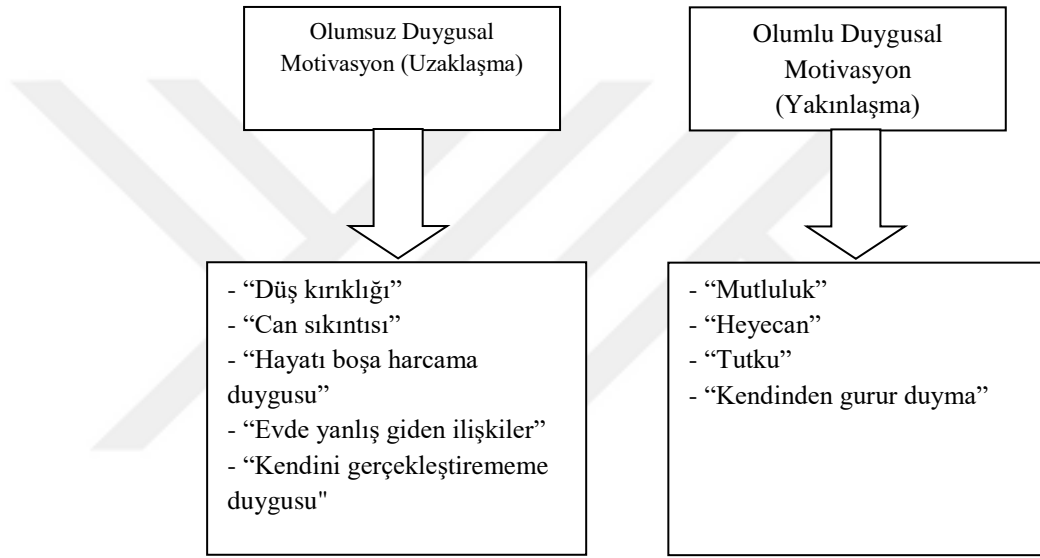 Olumsuz Duygusal
Motivasyon (Uzaklaşma)
Olumlu Duygusal
Motivasyon
(Yakınlaşma)
- “Düş kırıklığı”
- “Can sıkıntısı”
- “Hayatı boşa harcama
duygusu”
- “Evde yanlış giden ilişkiler”
- “Kendini gerçekleştirememe
duygusu"
- “Mutluluk”
- “Heyecan”
- “Tutku”
- “Kendinden gurur duyma”